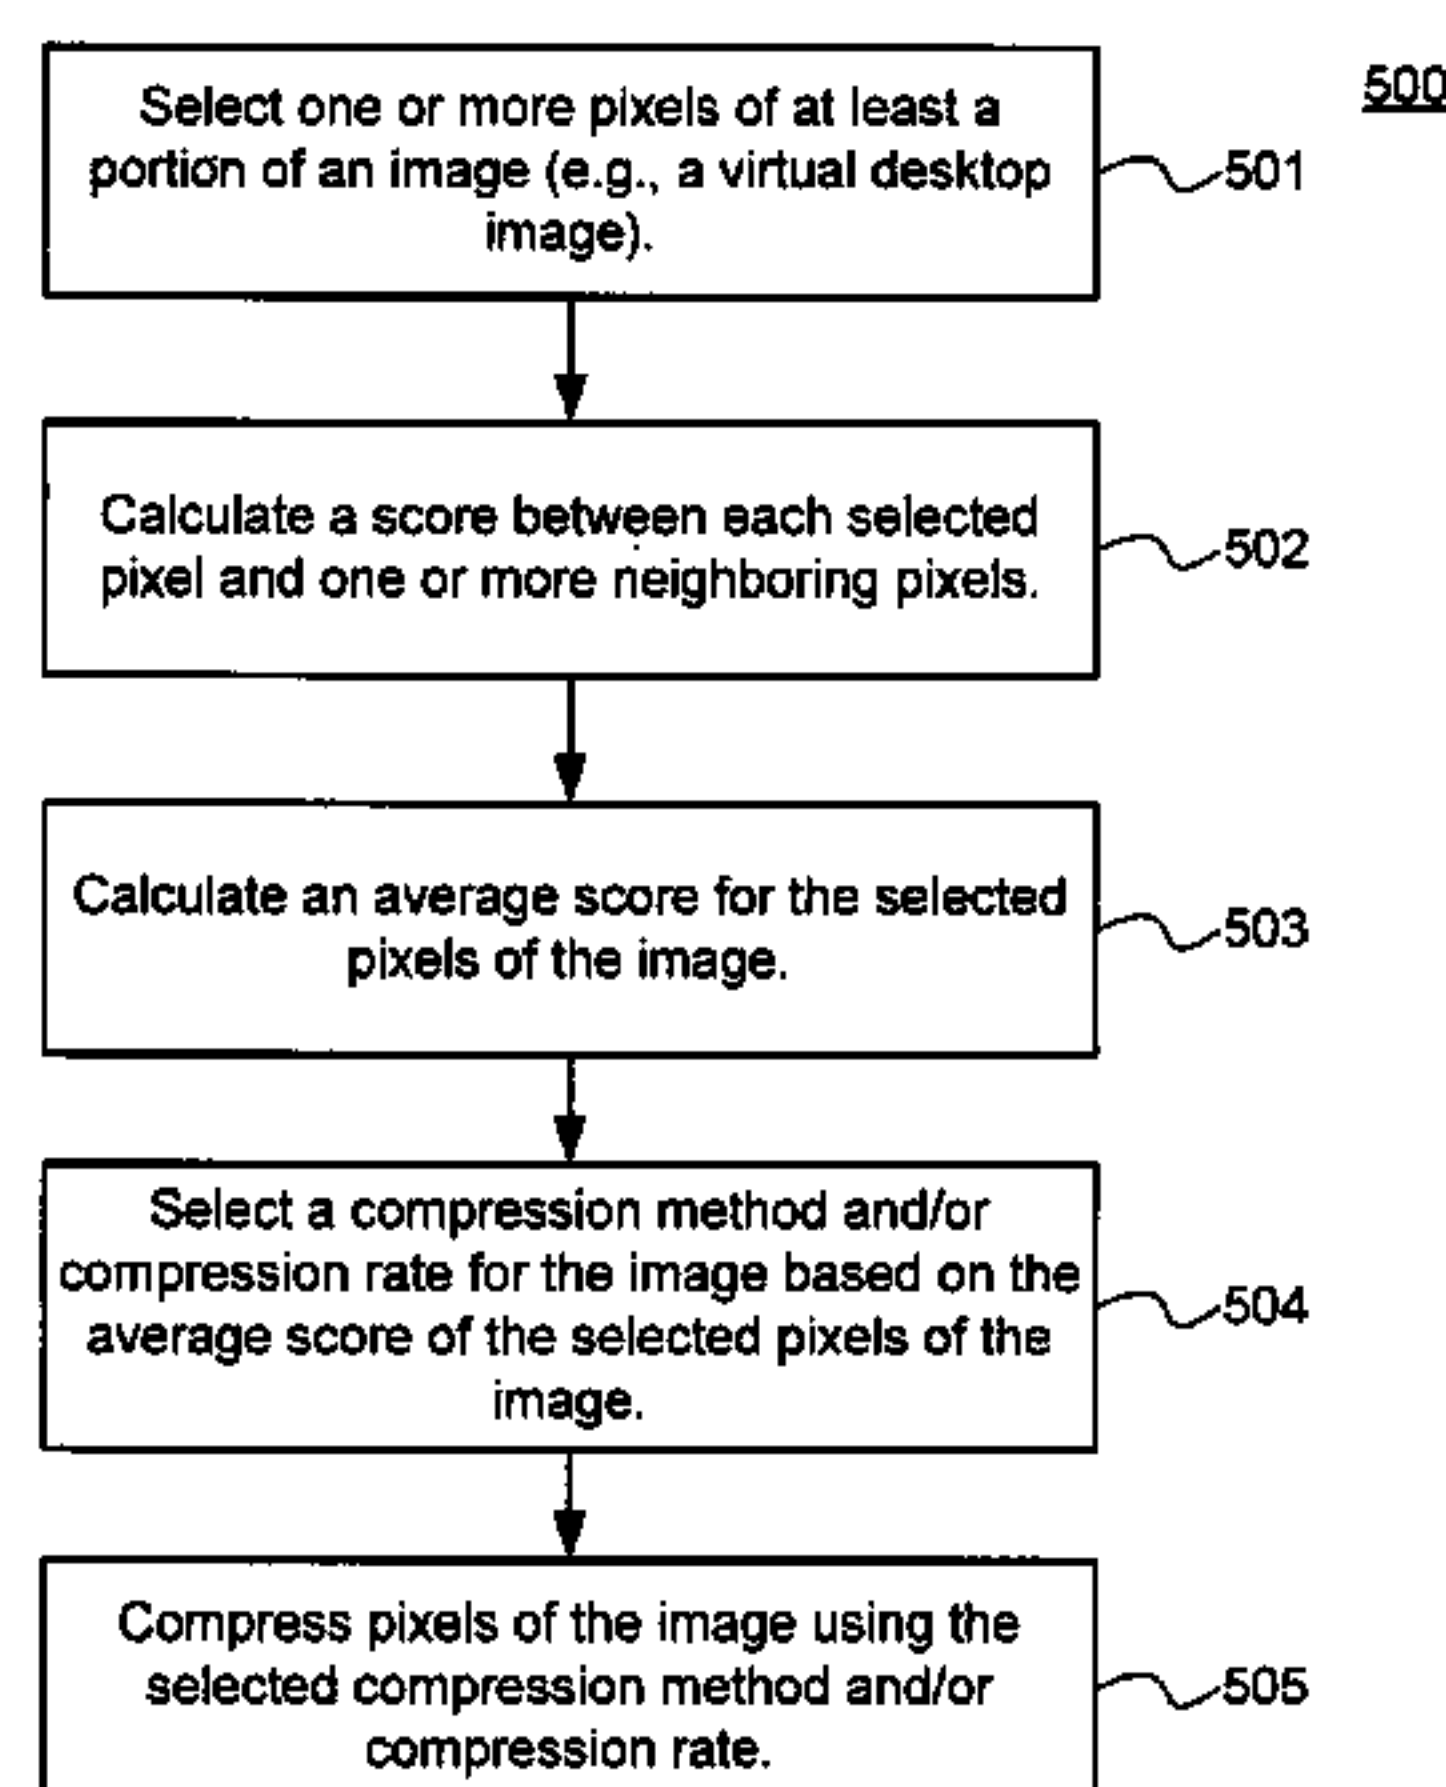 500
Select one or more pixels of at least a
portion of an image (e.g., a virtual desktop
image).
501
Calculate a score between each selected
pixel and one or more neighboring pixels.
502
Calculate an average score for the selected
pixels of the image.
503
Select a compression method and/or
compression rate for the image based on the
average score of the selected pixels of the
image.
504
Compress pixels of the image using the
selected compression method and/or
compression rate.
505